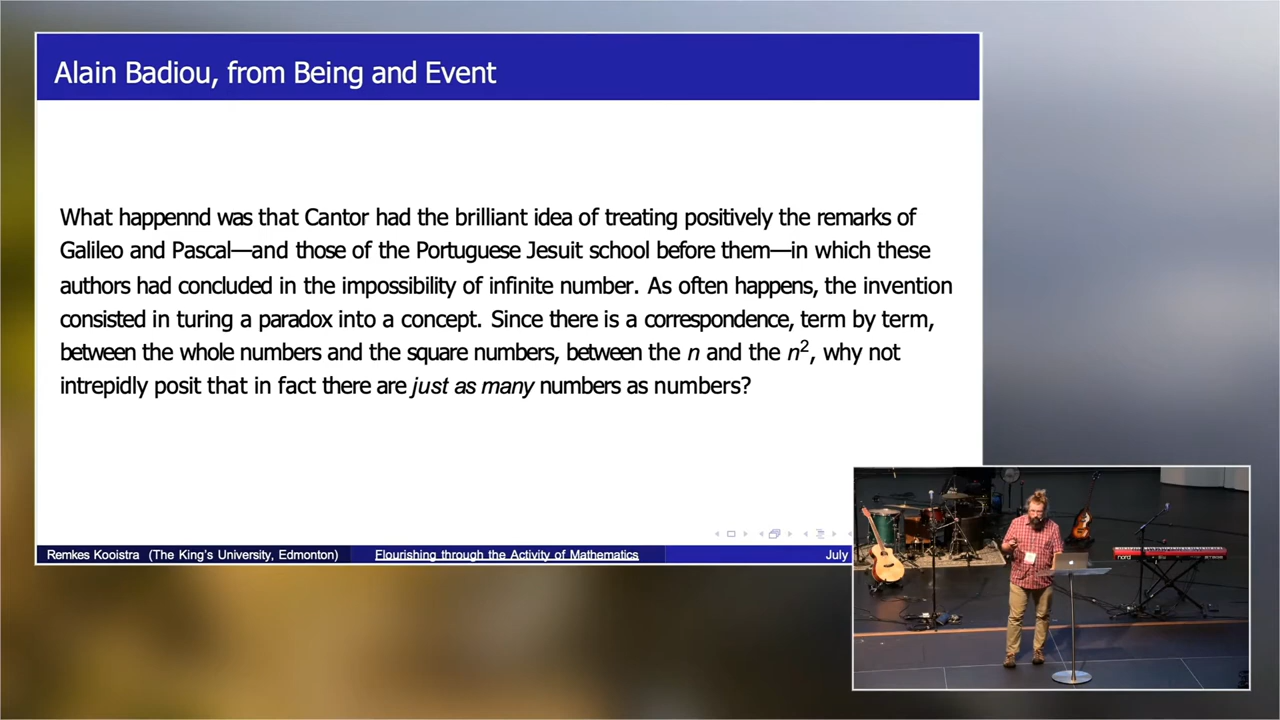 Alain Badiou, from Being and Event
What happennd was that Cantor had the brilliant idea of treating positively the remarks of
Galileo and Pascal—and those of the Portuguese Jesuit school before them—in which these
authors had concluded in the impossibility of infinite number. As often happens, the invention
consisted in turing a paradox into a concept. Since there is a correspondence, term by term,
between the whole numbers and the square numbers, between the n and the n², why not
intrepidly posit that in fact there are just as many numbers as numbers?
Remkes Kooistra (The King's University, Edmonton) Flourishing through the Activity of Mathematics July
nord